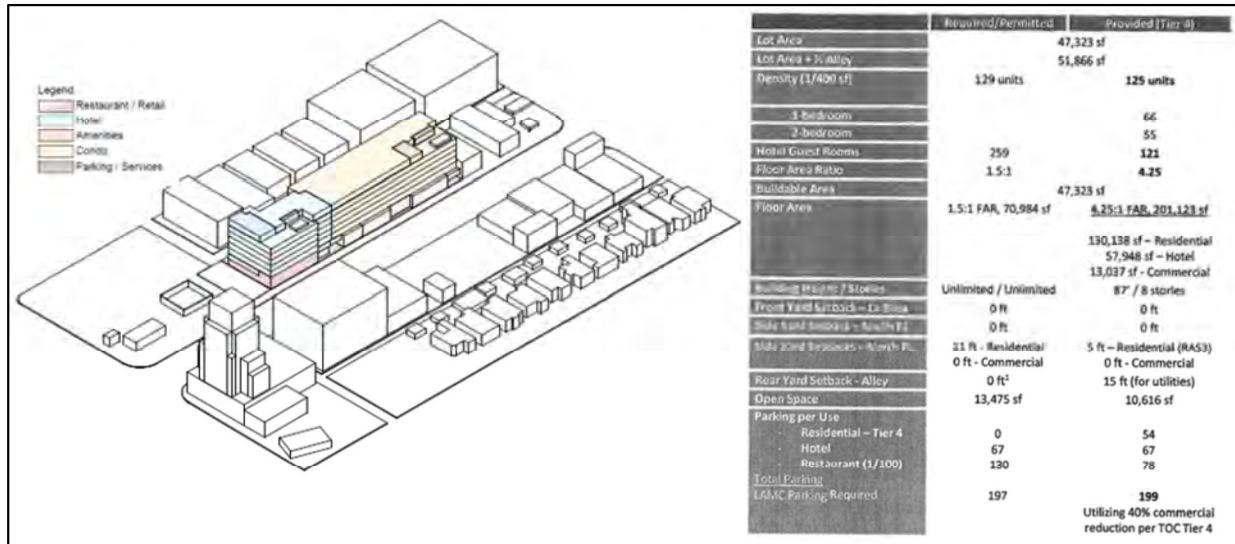 Legend
Restaurant / Retail
Hotel
Amenities
Condo
Parking / Services
Required/Permitted Provided (Tier 4)
Lot Area 47,323 sf
Lot Area + ½ Alley 51,866 sf
Density (1/400 sf) 129 units 125 units
1-bedroom 66
2-bedroom 55
Hotel Guest Rooms 259 121
Floor Area Ratio 1.5:1 4.25
Buildable Area 47,323 sf
Floor Area 1.5:1 FAR, 70,984 sf 4.25:1 FAR, 201,123 sf
130,138 sf – Residential
57,948 sf – Hotel
13,037 sf - Commercial
Building Height / Stories Unlimited / Unlimited 87' / 8 stories
Front Yard Setback – La Brea 0 ft 0 ft
Side Yard Setback – 0 ft 0 ft
Side Yard Setbacks – North PL 11 ft - Residential 5 ft – Residential (RAS3)
0 ft - Commercial 0 ft - Commercial
Rear Yard Setback - Alley 0 ft¹ 15 ft (for utilities)
Open Space 13,475 sf 10,616 sf
Parking per Use
- Residential – Tier 4 0 54
- Hotel 67 67
- Restaurant (1/100) 130 78
Total Parking
LAMC Parking Required 197 199
Utilizing 40% commercial
reduction per TOC Tier 4